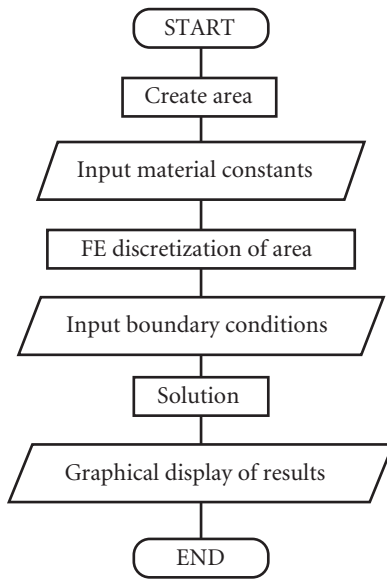 START
Create area
Input material constants
FE discretization of area
Input boundary conditions
Solution
Graphical display of results
END